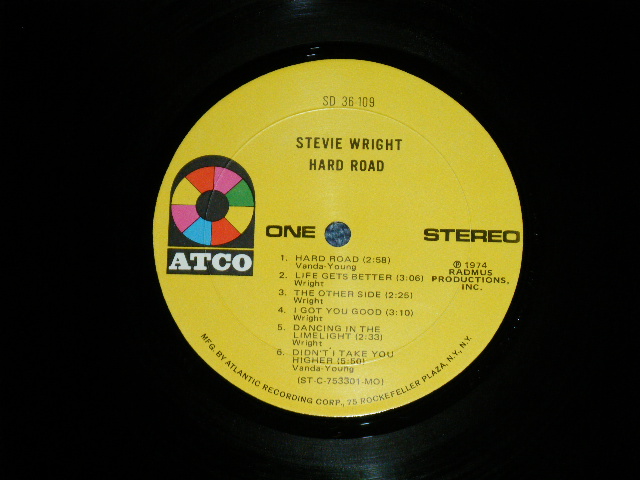 SD 36-109
STEVIE WRIGHT
HARD ROAD
ATCO
ONE
STEREO
1. HARD ROAD (2:58)
Vanda-Young
2. LIFE GETS BETTER (3:06)
Wright
3. THE OTHER SIDE (2:25)
Wright
4. I GOT YOU GOOD (3:10)
Wright
5. DANCING IN THE
LIMELIGHT (2:33)
Wright
6. DIDN'T I TAKE YOU
HIGHER (5:50)
Vanda-Young
(ST-C-753301-MO)
℗ 1974
RADMUS
PRODUCTIONS,
INC.
MFG. BY ATLANTIC RECORDING CORP., 75 ROCKEFELLER PLAZA, N.Y., N.Y.